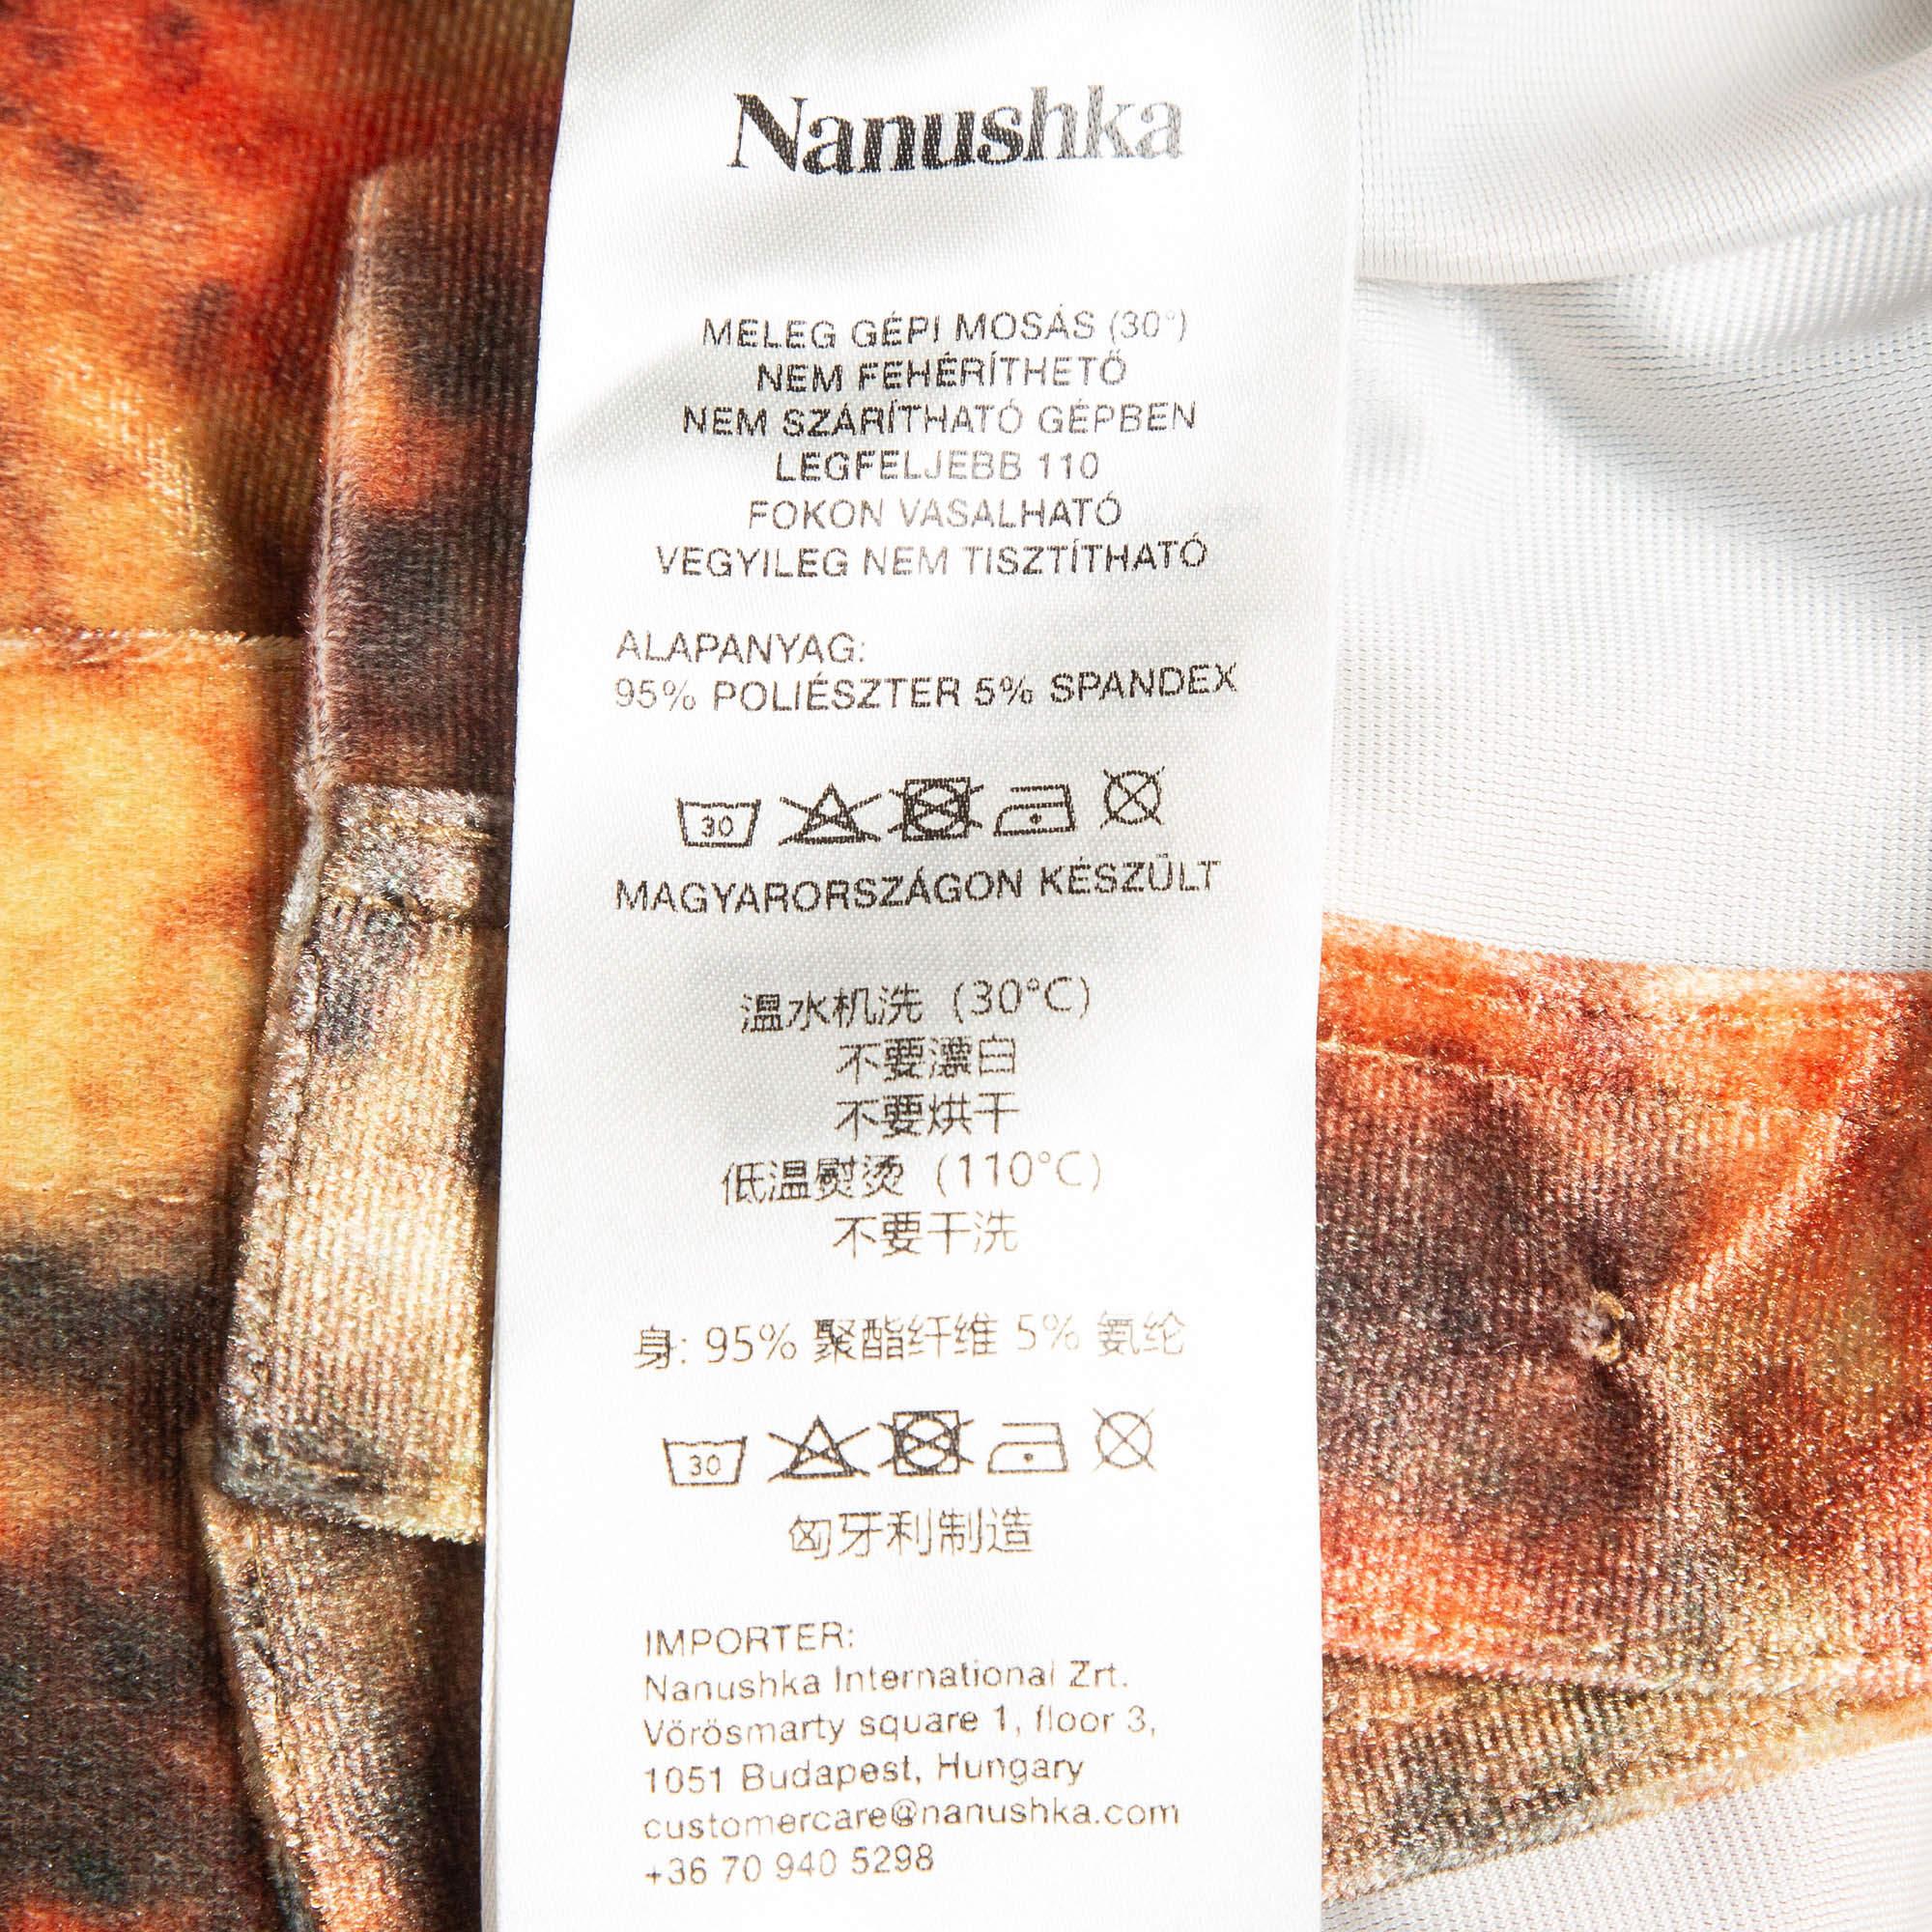 Nanushka
MELEG GÉPI MOSÁS (30°)
NEM FEHÉRÍTHETŐ
NEM SZÁRÍTHATÓ GÉPBEN
LEGFELJEBB 110
FOKON VASALHATÓ
VEGYILEG NEM TISZTÍTHATÓ
ALAPANYAG:
95% POLIÉSZTER 5% SPANDEX
30
MAGYARORSZÁGON KÉSZÜLT
温水机洗 (30°C)
不要漂白
不要烘干
低温熨烫 (110°C)
不要干洗
身: 95% 聚酯纤维 5% 氨纶
30
匈牙利制造
IMPORTER:
Nanushka International Zrt.
Vörösmarty square 1, floor 3,
1051 Budapest, Hungary
customercare@nanushka.com
+36 70 940 5298